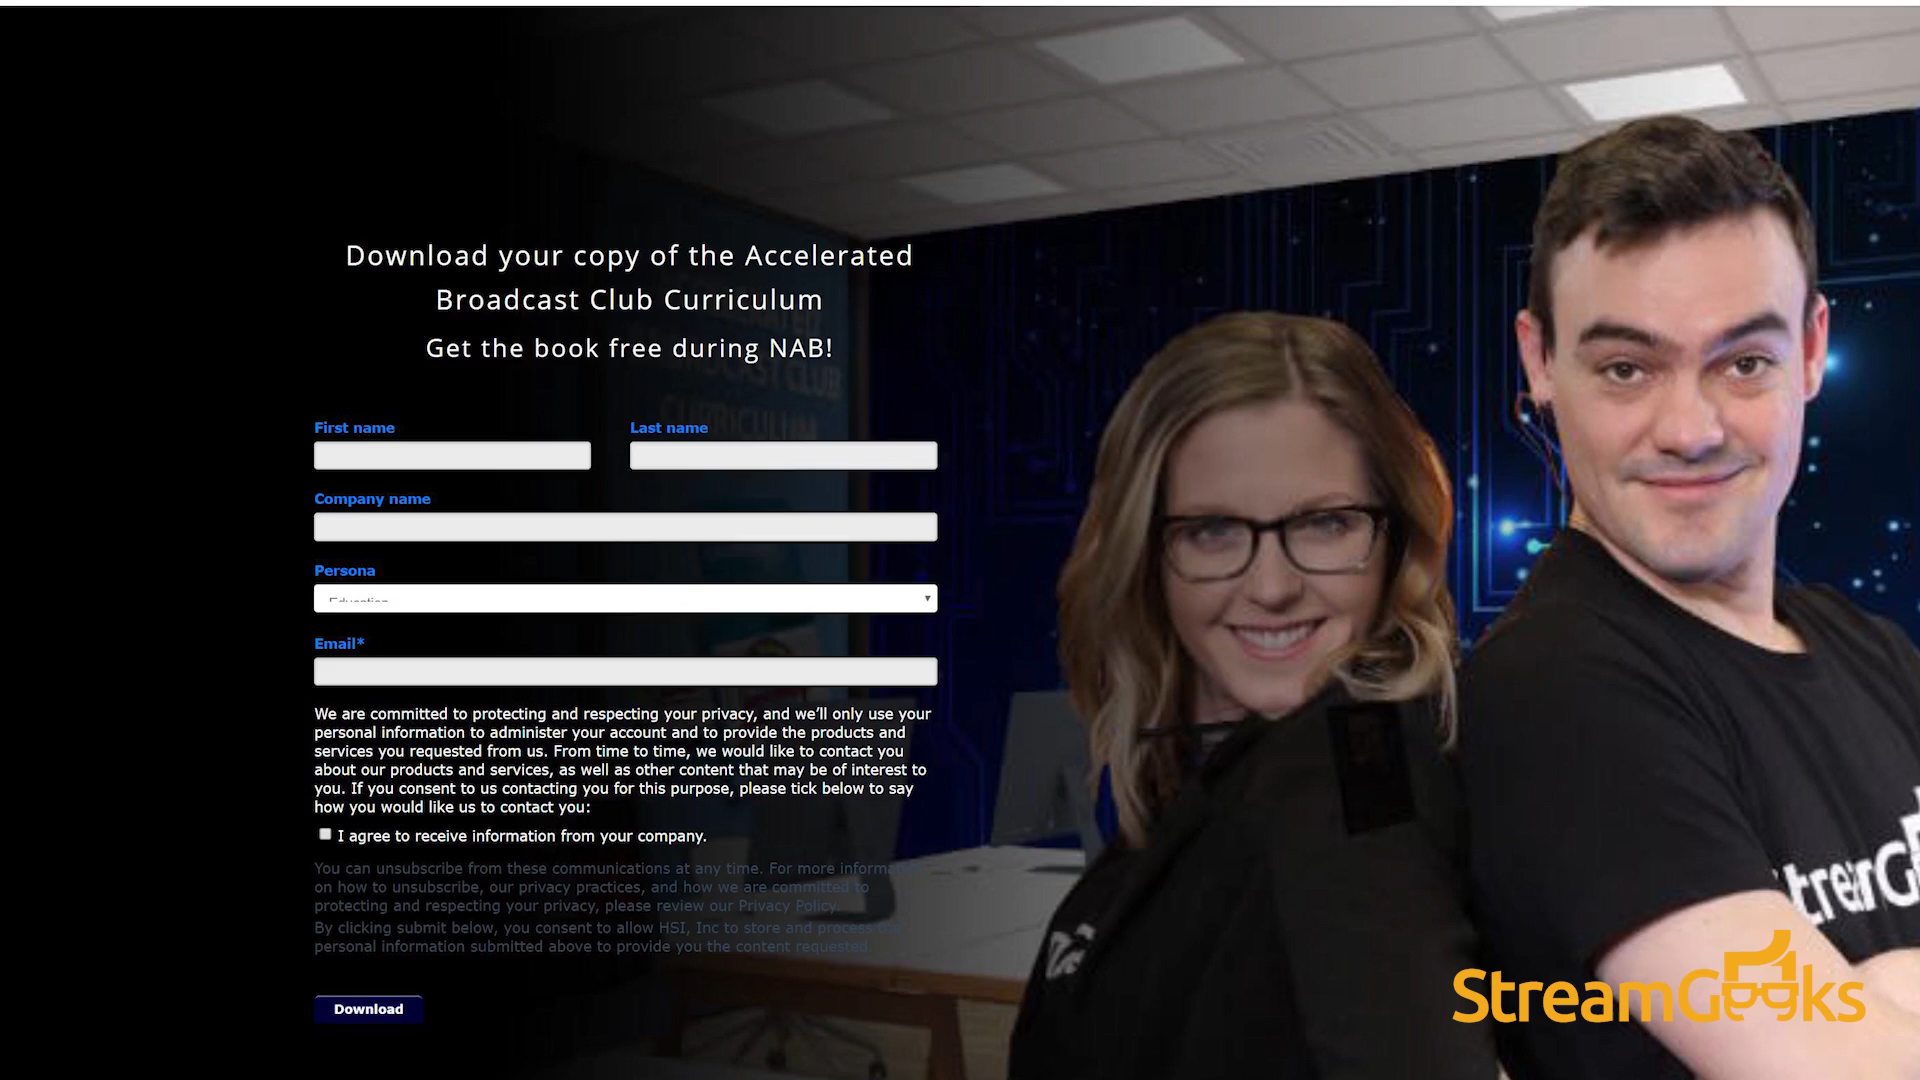 Download your copy of the Accelerated
Broadcast Club Curriculum
Get the book free during NAB!
First name
Last name
Company name
Persona
Education
Email*
We are committed to protecting and respecting your privacy, and we’ll only use your
personal information to administer your account and to provide the products and
services you requested from us. From time to time, we would like to contact you
about our products and services, as well as other content that may be of interest to
you. If you consent to us contacting you for this purpose, please tick below to say
how you would like us to contact you:
I agree to receive information from your company.
You can unsubscribe from these communications at any time. For more information
on how to unsubscribe, our privacy practices, and how we are committed to
protecting and respecting your privacy, please review our Privacy Policy.
By clicking submit below, you consent to allow HSI, Inc to store and process the
personal information submitted above to provide you the content requested.
Download
StreamGeeks
CLUB
CURRICULUM